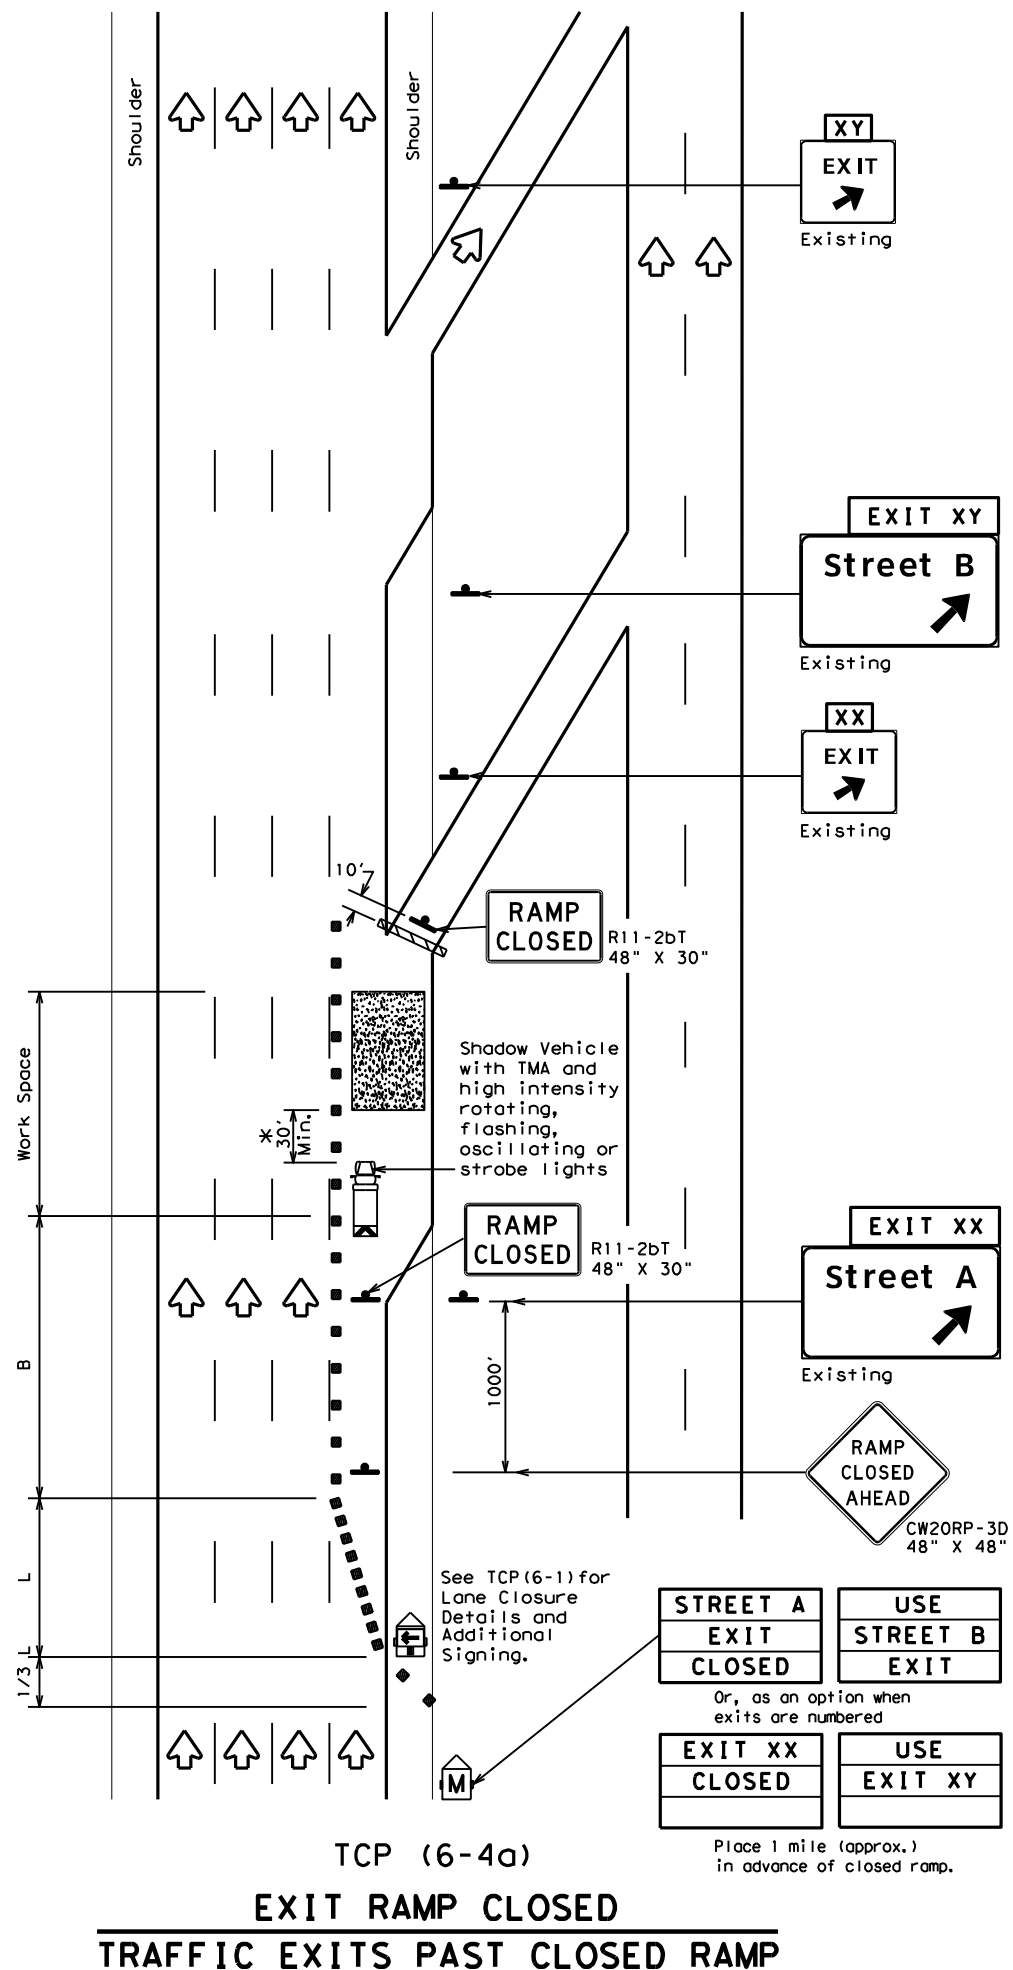 Shoulder
Shoulder
XY
EXIT
Existing
EXIT XY
Street B
Existing
XX
EXIT
Existing
10'
RAMP
CLOSED
R11-2bT
48" X 30"
Work Space
*
30'
Min.
Shadow Vehicle
with TMA and
high intensity
rotating,
flashing,
oscillating or
strobe lights
RAMP
CLOSED
R11-2bT
48" X 30"
EXIT XX
Street A
Existing
B
1000'
RAMP
CLOSED
AHEAD
CW20RP-3D
48" X 48"
L
1/3 L
See TCP(6-1)for
Lane Closure
Details and
Additional
Signing.
STREET A
EXIT
CLOSED
USE
STREET B
EXIT
Or, as an option when
exits are numbered
EXIT XX
CLOSED
USE
EXIT XY
M
Place 1 mile (approx.)
in advance of closed ramp.
TCP (6-4a)
EXIT RAMP CLOSED
TRAFFIC EXITS PAST CLOSED RAMP